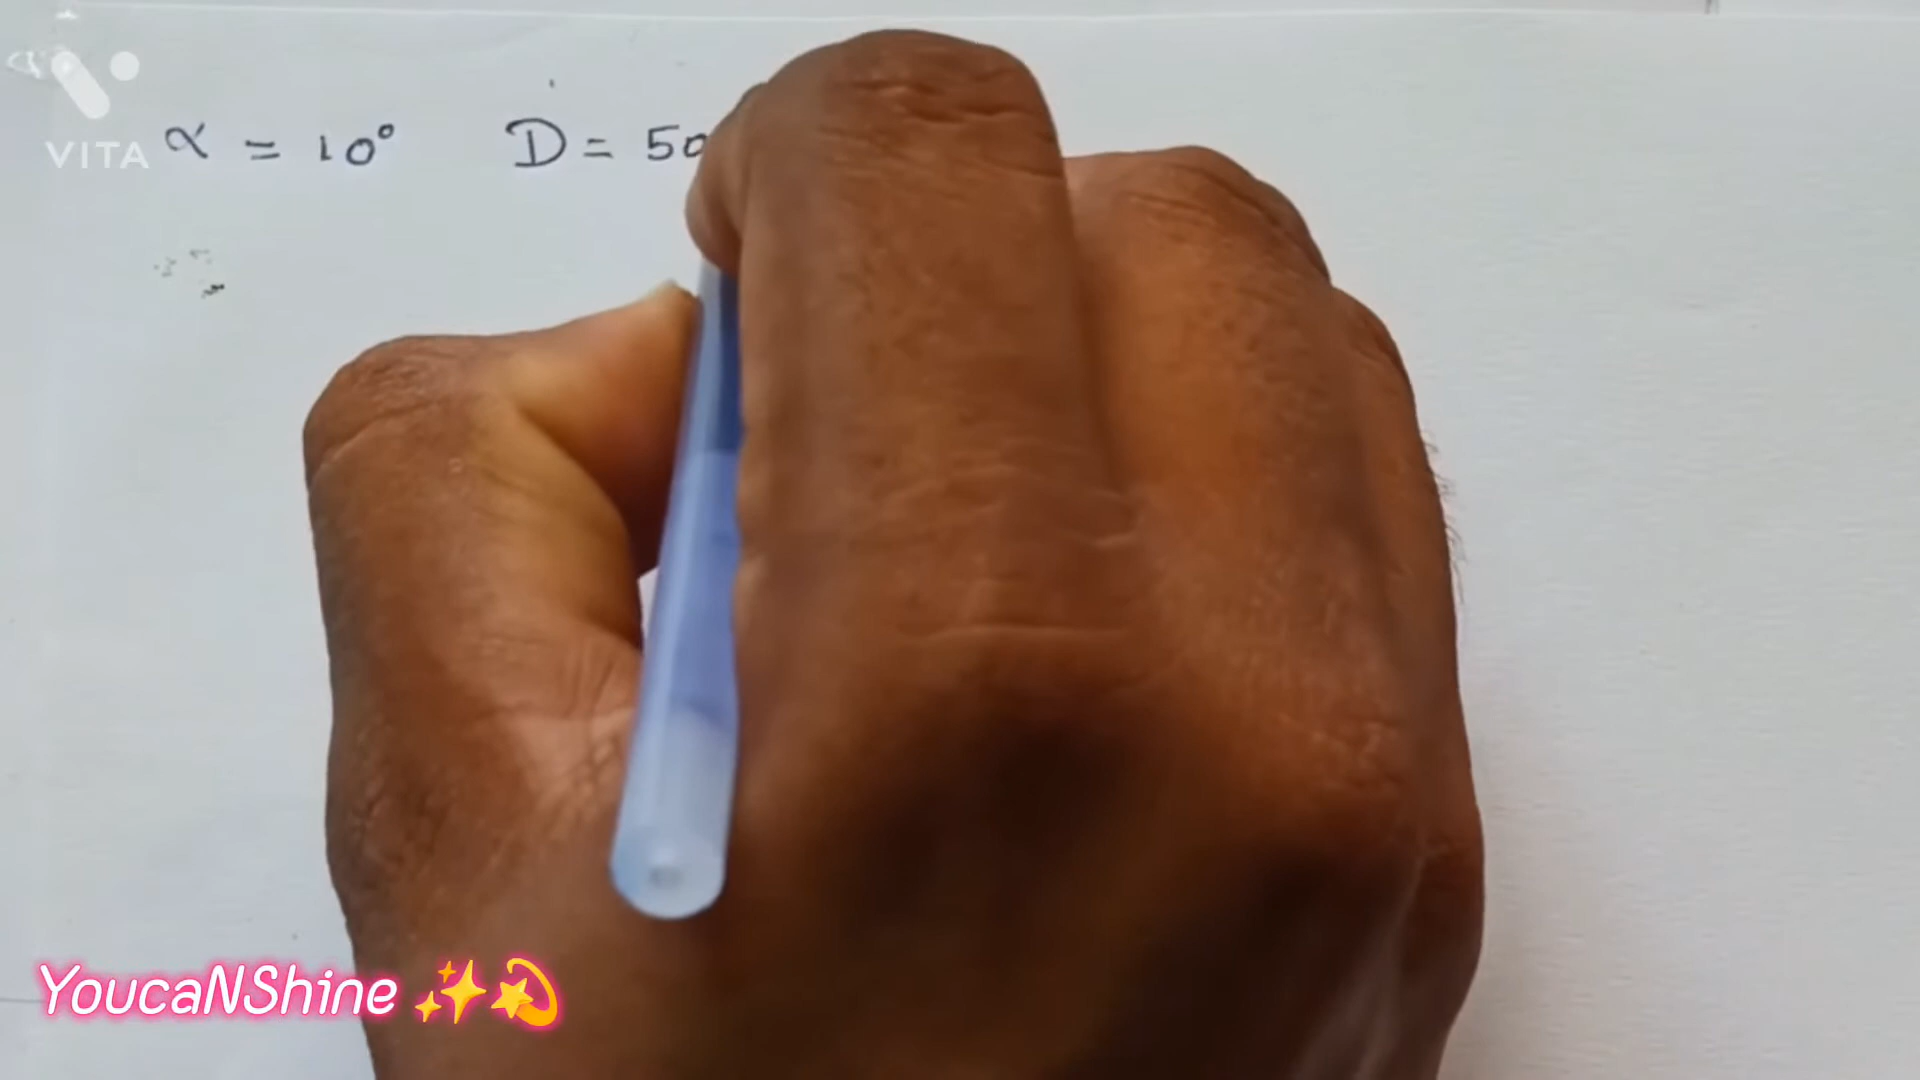 VITA
α = 10° D = 50
YoucaNShine